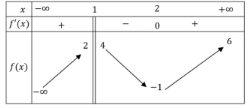 x −∞ 1 2 +∞
f'(x) + − 0 +
f(x) −∞ 2 4 −1 6